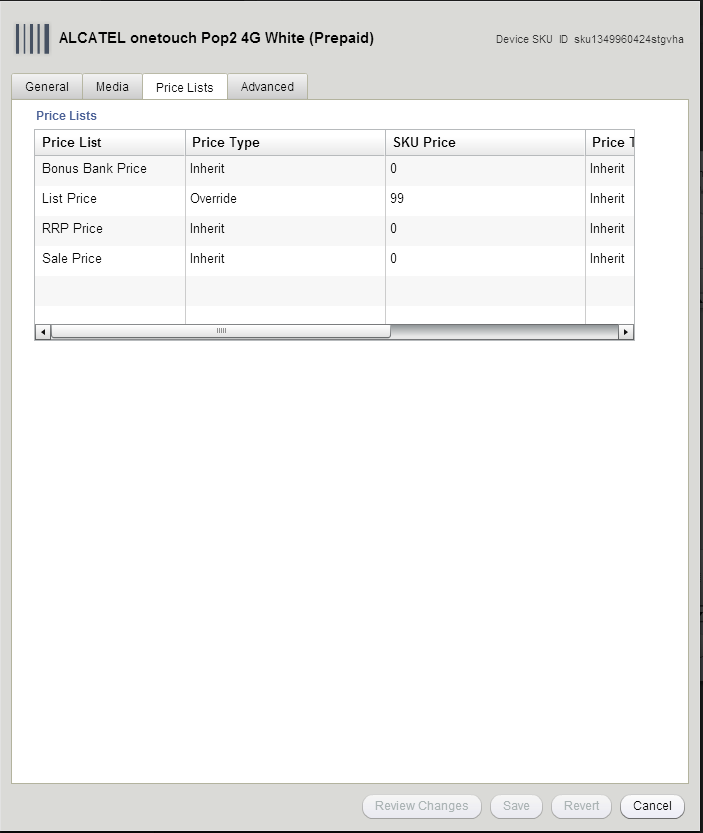 ALCATEL onetouch Pop2 4G White (Prepaid) Device SKU ID sku1349960424stgvha
General Media Price Lists Advanced
Price Lists
Price List Price Type SKU Price Price
Bonus Bank Price Inherit 0 Inherit
List Price Override 99 Inherit
RRP Price Inherit 0 Inherit
Sale Price Inherit 0 Inherit
Review Changes Save Revert Cancel